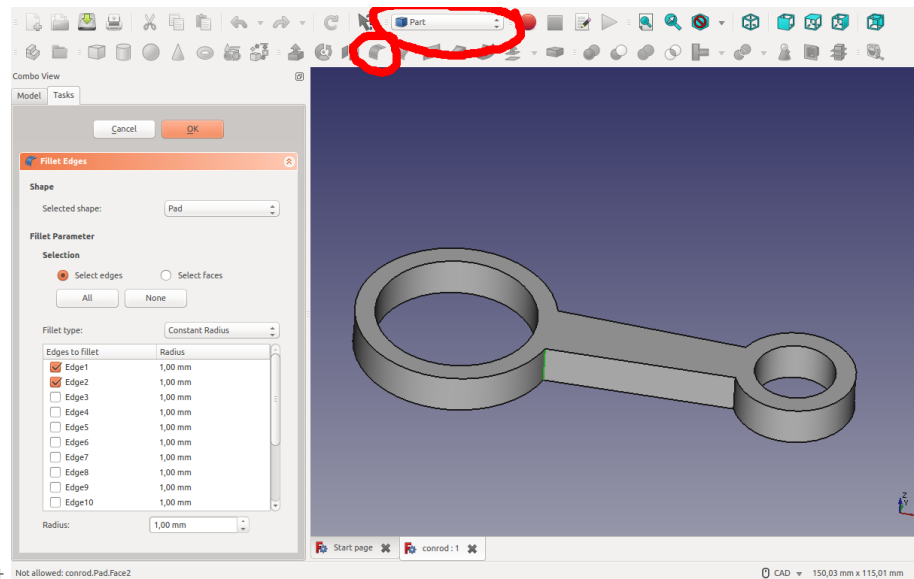 Part
Combo View
Model Tasks
Cancel OK
Fillet Edges
Shape
Selected shape: Pad
Fillet Parameter
Selection
Select edges Select faces
All None
Fillet type: Constant Radius
Edges to fillet Radius
Edge1 1,00 mm
Edge2 1,00 mm
Edge3 1,00 mm
Edge4 1,00 mm
Edge5 1,00 mm
Edge6 1,00 mm
Edge7 1,00 mm
Edge8 1,00 mm
Edge9 1,00 mm
Edge10 1,00 mm
Radius: 1,00 mm
Z
Y
Start page conrod : 1
Not allowed: conrod.Pad.Face2 CAD 150,03 mm x 115,01 mm